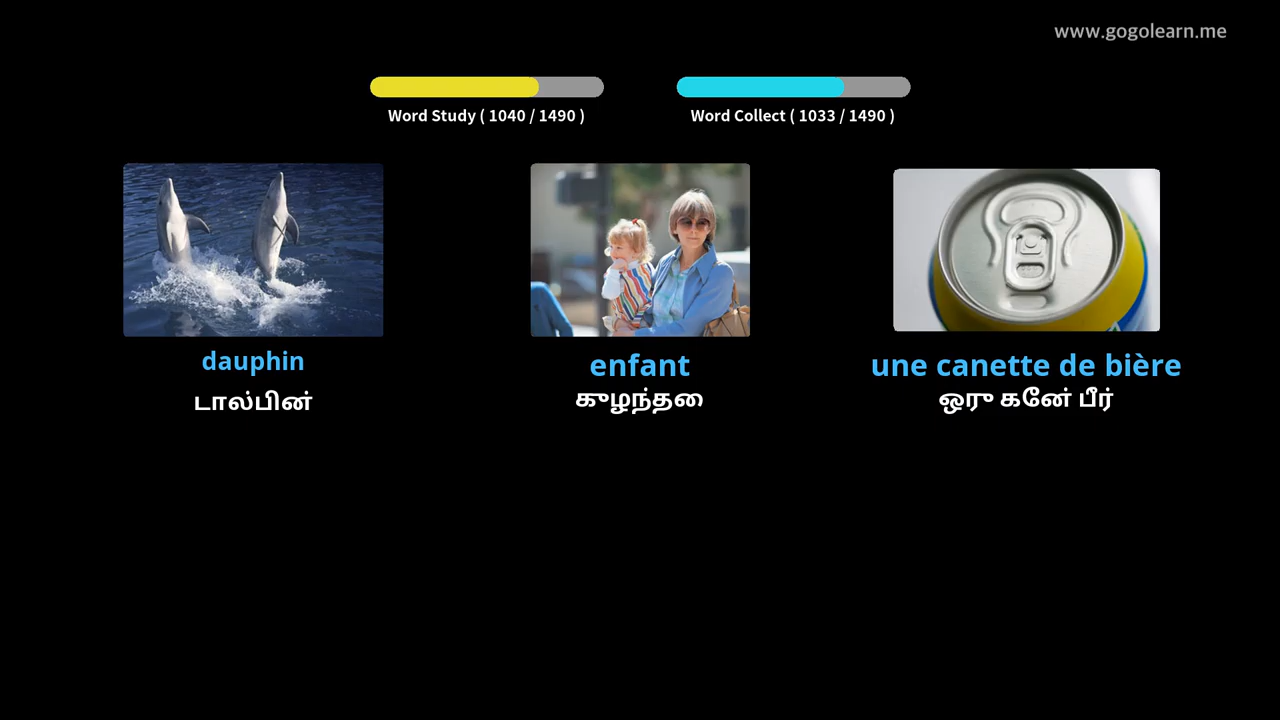 www.gogolearn.me
Word Study ( 1040 / 1490 )
Word Collect ( 1033 / 1490 )
dauphin
டால்பின்
enfant
குழந்தை
une canette de bière
ஒரு கேன் பீர்